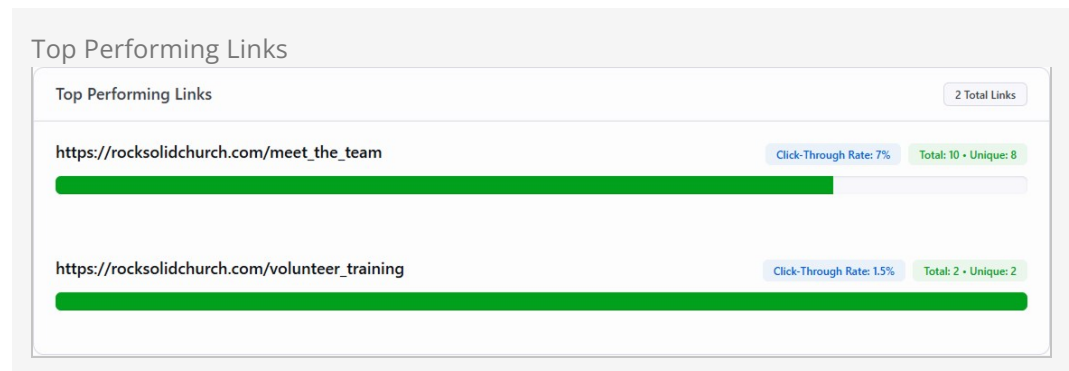 Top Performing Links
Top Performing Links
2 Total Links
https://rocksolidchurch.com/meet_the_team
Click-Through Rate: 7%
Total: 10 • Unique: 8
https://rocksolidchurch.com/volunteer_training
Click-Through Rate: 1.5%
Total: 2 • Unique: 2